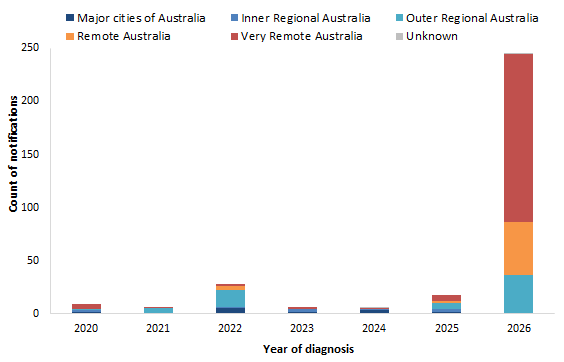 Major cities of Australia Inner Regional Australia Outer Regional Australia
Remote Australia Very Remote Australia Unknown
Count of notifications
250
200
150
100
50
0
2020 2021 2022 2023 2024 2025 2026
Year of diagnosis